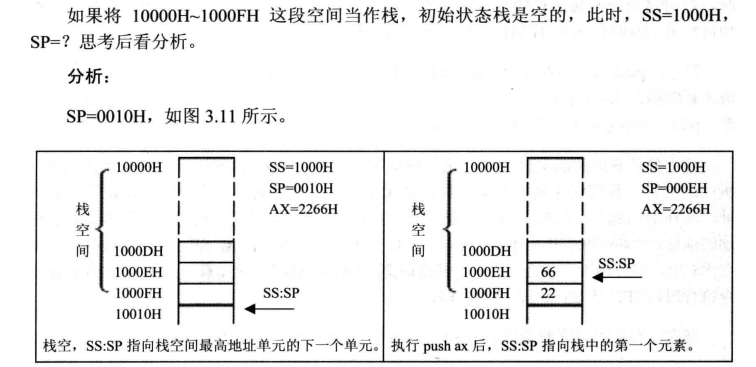 如果将 10000H~1000FH 这段空间当作栈，初始状态栈是空的，此时，SS=1000H，
SP=？思考后看分析。
分析：
SP=0010H，如图 3.11 所示。
10000H
SS=1000H
SP=0010H
AX=2266H
栈空间
1000DH
1000EH
1000FH
10010H
SS:SP
栈空，SS:SP 指向栈空间最高地址单元的下一个单元。
10000H
SS=1000H
SP=000EH
AX=2266H
栈空间
1000DH
1000EH 66
1000FH 22
10010H
SS:SP
执行 push ax 后，SS:SP 指向栈中的第一个元素。